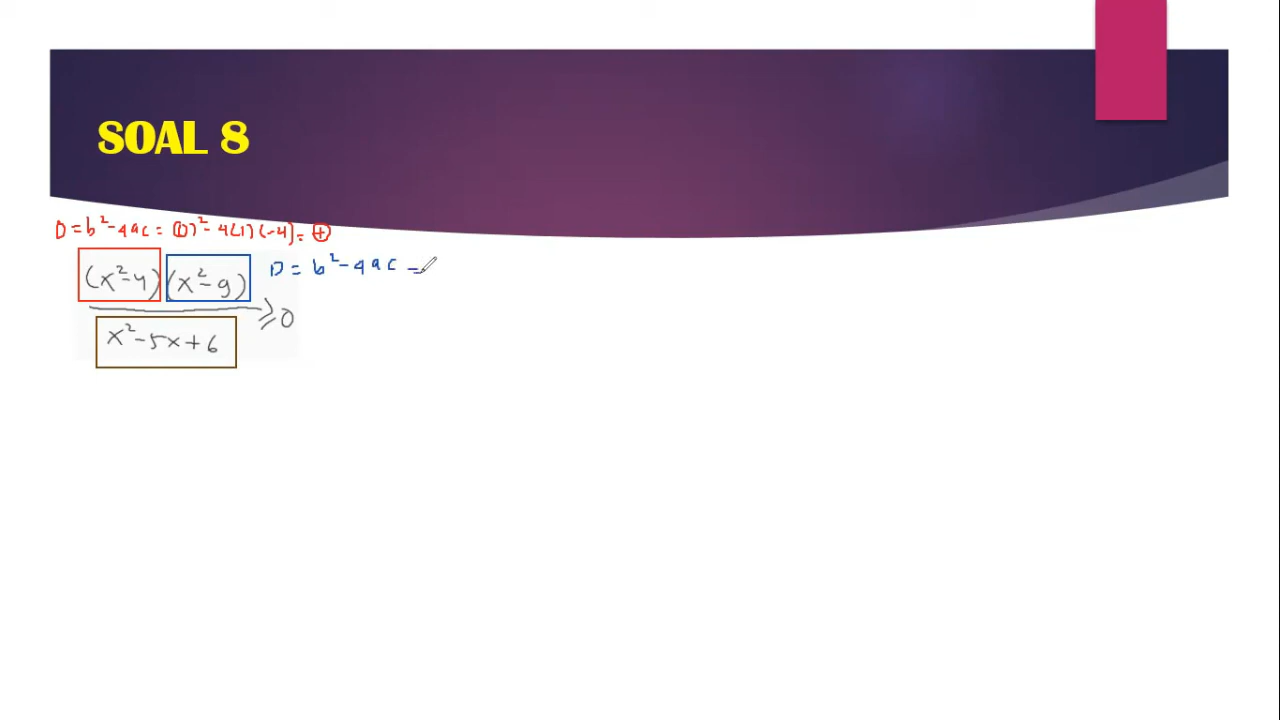 SOAL 8
D = b² - 4ac = (0)² - 4(1)(-4) = ⊕
(x²-4)(x²-9) D = b² - 4ac =
≥ 0
x² - 5x + 6